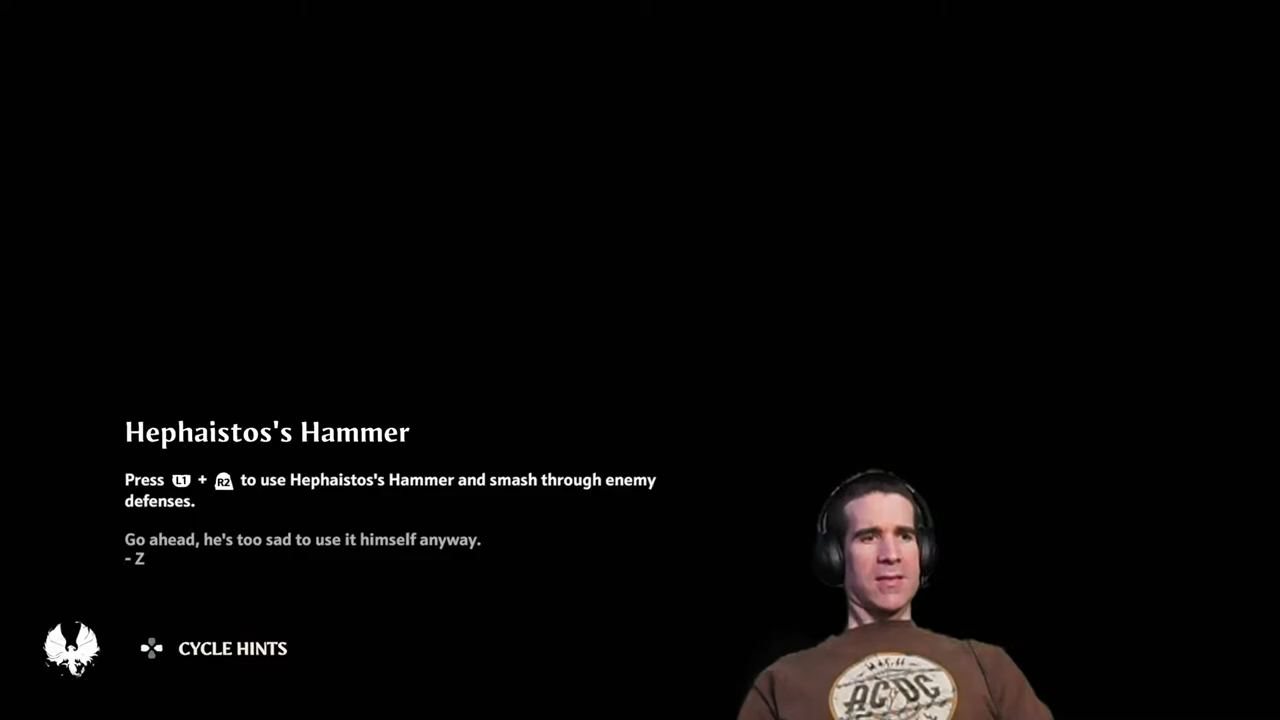 Hephaistos's Hammer
Press L1 + R2 to use Hephaistos's Hammer and smash through enemy
defenses.
Go ahead, he's too sad to use it himself anyway.
- Z
CYCLE HINTS
AC DC